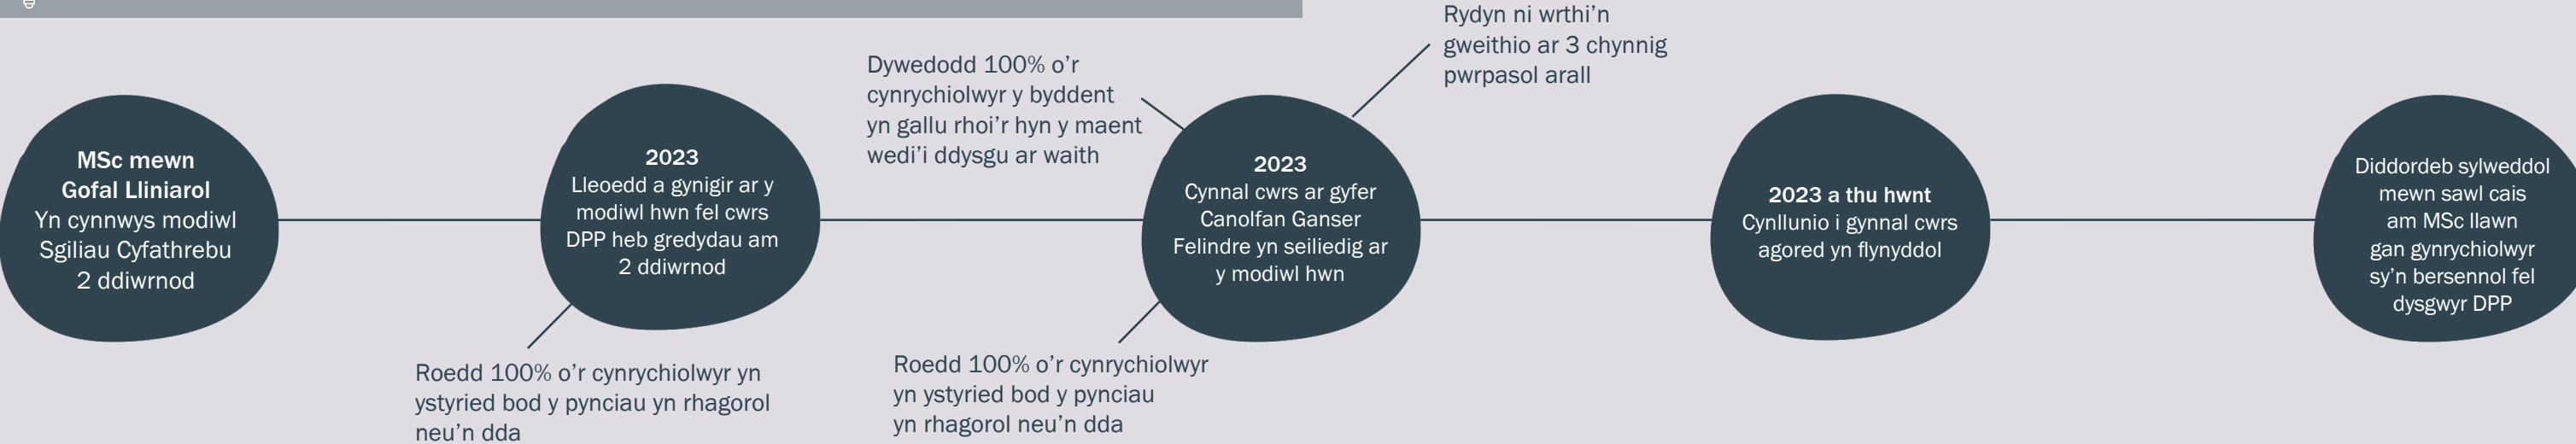 MSc mewn
Gofal Lliniarol
Yn cynnwys modiwl
Sgiliau Cyfathrebu
2 ddiwrnod
2023
Lleoedd a gynigir ar y
modiwl hwn fel cwrs
DPP heb gredydau am
2 ddiwrnod
Roedd 100% o’r cynrychiolwyr yn
ystyried bod y pynciau yn rhagorol
neu’n dda
Dywedodd 100% o’r
cynrychiolwyr y byddent
yn gallu rhoi’r hyn y maent
wedi’i ddysgu ar waith
Rydyn ni wrthi’n
gweithio ar 3 chynnig
pwrpasol arall
2023
Cynnal cwrs ar gyfer
Canolfan Ganser
Felindre yn seiliedig ar
y modiwl hwn
Roedd 100% o’r cynrychiolwyr
yn ystyried bod y pynciau
yn rhagorol neu’n dda
2023 a thu hwnt
Cynllunio i gynnal cwrs
agored yn flynyddol
Diddordeb sylweddol
mewn sawl cais
am MSc llawn
gan gynrychiolwyr
sy’n bersennol fel
dysgwyr DPP